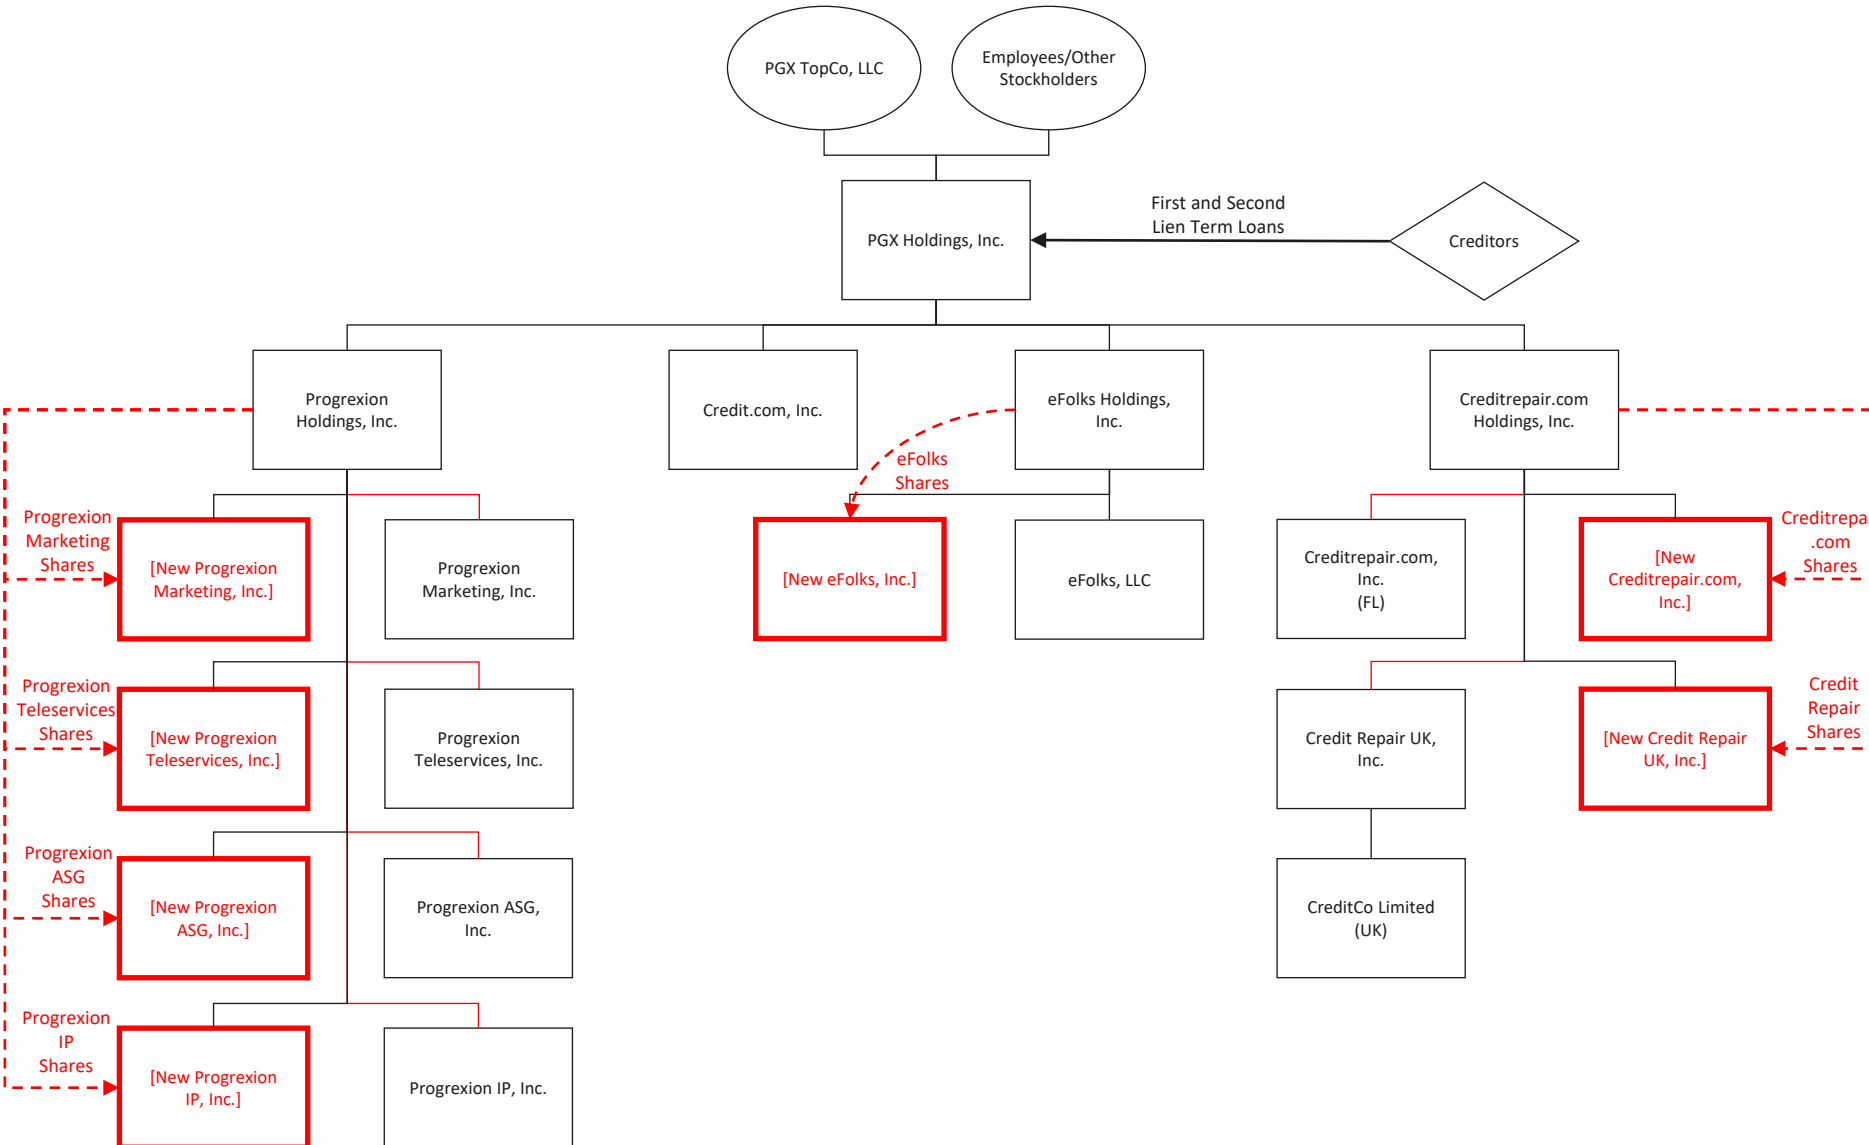 PGX TopCo, LLC
Employees/Other
Stockholders
PGX Holdings, Inc.
First and Second
Lien Term Loans
Creditors
Progrexion
Holdings, Inc.
Credit.com, Inc.
eFolks Holdings,
Inc.
Creditrepair.com
Holdings, Inc.
eFolks
Shares
Progrexion
Marketing
Shares
[New Progrexion
Marketing, Inc.]
Progrexion
Marketing, Inc.
[New eFolks, Inc.]
eFolks, LLC
Creditrepair.com,
Inc.
(FL)
[New
Creditrepair.com,
Inc.]
Creditrepa
.com
Shares
Progrexion
Teleservices
Shares
[New Progrexion
Teleservices, Inc.]
Progrexion
Teleservices, Inc.
Credit Repair UK,
Inc.
[New Credit Repair
UK, Inc.]
Credit
Repair
Shares
Progrexion
ASG
Shares
[New Progrexion
ASG, Inc.]
Progrexion ASG,
Inc.
CreditCo Limited
(UK)
Progrexion
IP
Shares
[New Progrexion
IP, Inc.]
Progrexion IP, Inc.